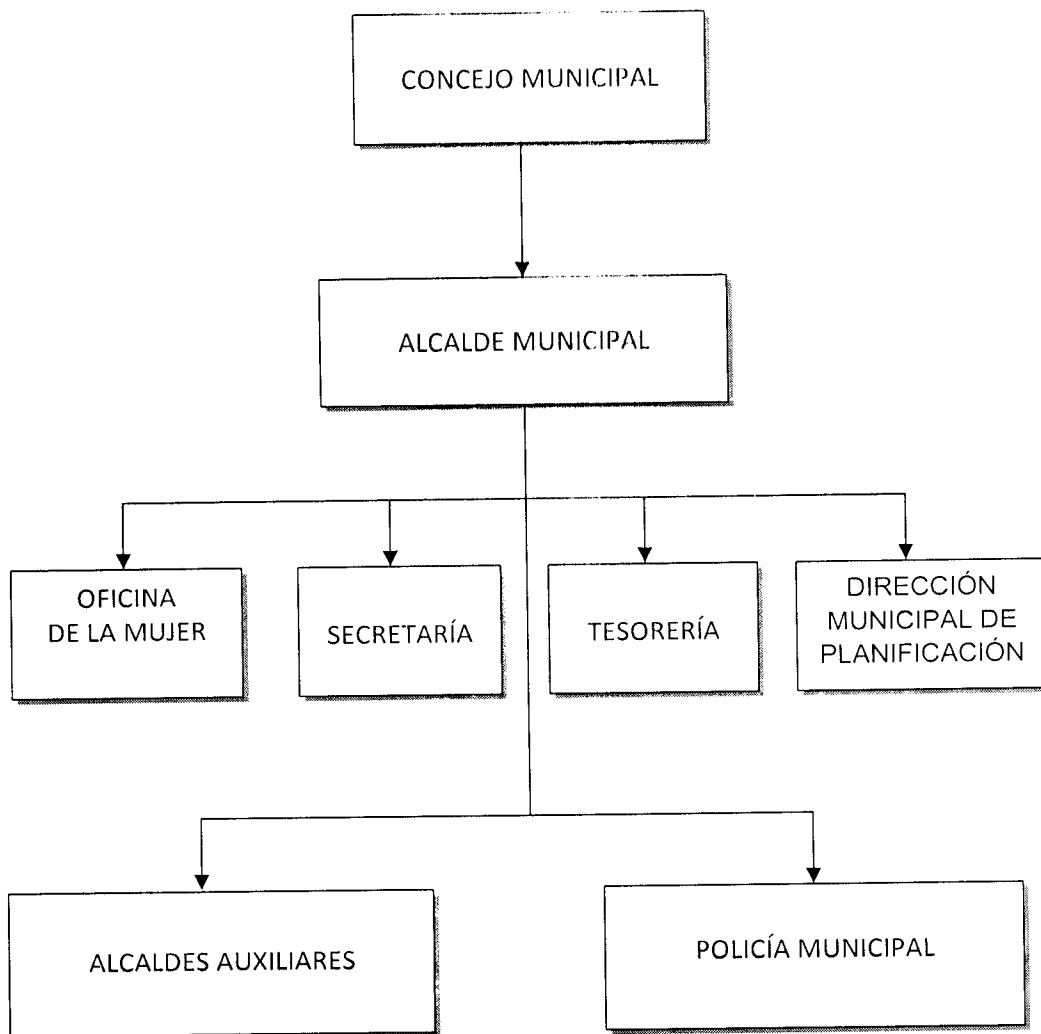 CONCEJO MUNICIPAL
ALCALDE MUNICIPAL
OFICINA
DE LA MUJER
SECRETARÍA
TESORERÍA
DIRECCIÓN
MUNICIPAL DE
PLANIFICACIÓN
ALCALDES AUXILIARES
POLICÍA MUNICIPAL